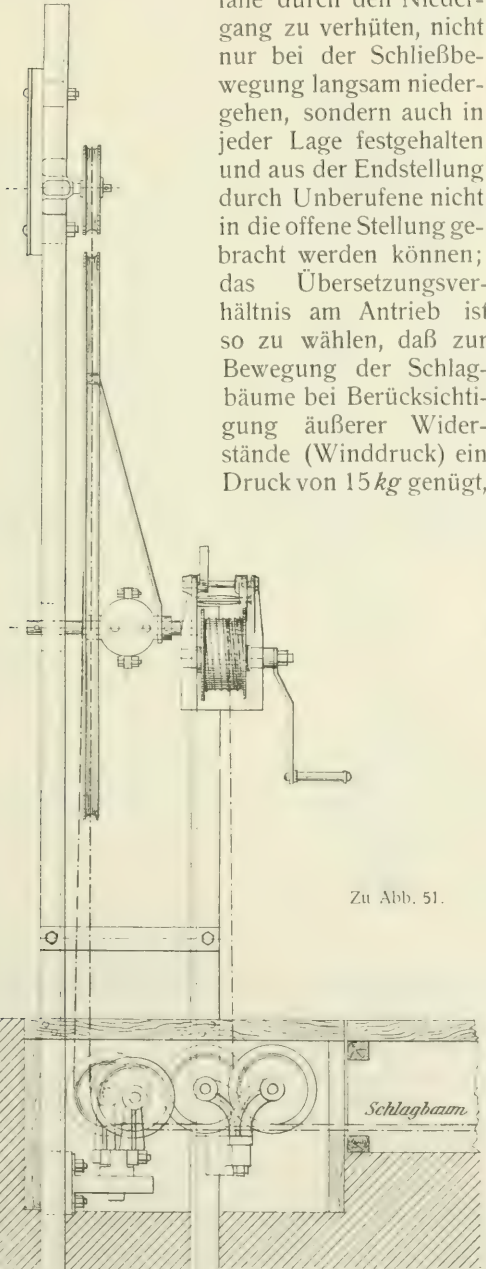 fälle durch den Nieder-
gang zu verhüten, nicht
nur bei der Schließbe-
wegung langsam nieder-
gehen, sondern auch in
jeder Lage festgehalten
und aus der Endstellung
durch Unberufene nicht
in die offene Stellung ge-
bracht werden können;
das Übersetzungsver-
hältnis am Antrieb ist
so zu wählen, daß zur
Bewegung der Schlag-
bäume bei Berücksichti-
gung äußerer Wider-
stände (Winddruck) ein
Druck von 15 kg genügt,
Zu Abb. 51.
Schlagbaum